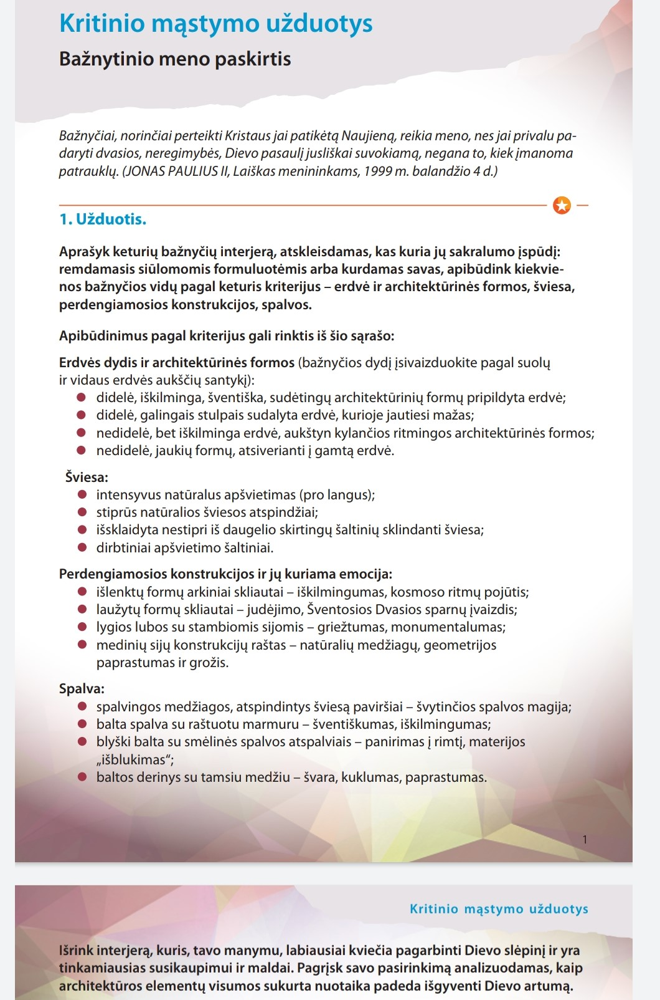 Kritinio mąstymo užduotys
Bažnytinio meno paskirtis
Bažnyčiai, norinčiai perteikti Kristaus jai patikėtą Naujieną, reikia meno, nes jai privalu pa-
daryti dvasios, neregimybės, Dievo pasaulį jusliškai suvokiamą, negana to, kiek įmanoma
patrauklų. (JONAS PAULIUS II, Laiškas menininkams, 1999 m. balandžio 4 d.)
1. Užduotis.
Aprašyk keturių bažnyčių interjerą, atskleisdamas, kas kuria jų sakralumo įspūdį:
remdamasis siūlomomis formuluotėmis arba kurdamas savas, apibūdink kiekvie-
nos bažnyčios vidų pagal keturis kriterijus – erdvė ir architektūrinės formos, šviesa,
perdengiamosios konstrukcijos, spalvos.
Apibūdinimus pagal kriterijus gali rinktis iš šio sąrašo:
Erdvės dydis ir architektūrinės formos (bažnyčios dydį įsivaizduokite pagal suolų
ir vidaus erdvės aukščių santykį):
● didelė, iškilminga, šventiška, sudėtingų architektūrinių formų pripildyta erdvė;
● didelė, galingais stulpais sudalyta erdvė, kurioje jautiesi mažas;
● nedidelė, bet iškilminga erdvė, aukštyn kylančios ritmingos architektūrinės formos;
● nedidelė, jaukių formų, atsiverianti į gamtą erdvė.
Šviesa:
● intensyvus natūralus apšvietimas (pro langus);
● stiprūs natūralios šviesos atspindžiai;
● išsklaidyta nestipri iš daugelio skirtingų šaltinių sklindanti šviesa;
● dirbtiniai apšvietimo šaltiniai.
Perdengiamosios konstrukcijos ir jų kuriama emocija:
● išlenktų formų arkiniai skliautai – iškilmingumas, kosmoso ritmų pojūtis;
● laužytų formų skliautai – judėjimo, Šventosios Dvasios sparnų įvaizdis;
● lygios lubos su stambiomis sijomis – griežtumas, monumentalumas;
● medinių sijų konstrukcijų raštas – natūralių medžiagų, geometrijos
paprastumas ir grožis.
Spalva:
● spalvingos medžiagos, atspindintys šviesą paviršiai – švytinčios spalvos magija;
● balta spalva su raštuotu marmuru – šventiškumas, iškilmingumas;
● blyški balta su smėlinės spalvos atspalviais – panirimas į rimtį, materijos
„išblukimas“;
● baltos derinys su tamsiu medžiu – švara, kuklumas, paprastumas.
1
Kritinio mąstymo užduotys
Išrink interjerą, kuris, tavo manymu, labiausiai kviečia pagarbinti Dievo slėpinį ir yra
tinkamiausias susikaupimui ir maldai. Pagrįsk savo pasirinkimą analizuodamas, kaip
architektūros elementų visumos sukurta nuotaika padeda išgyventi Dievo artumą.